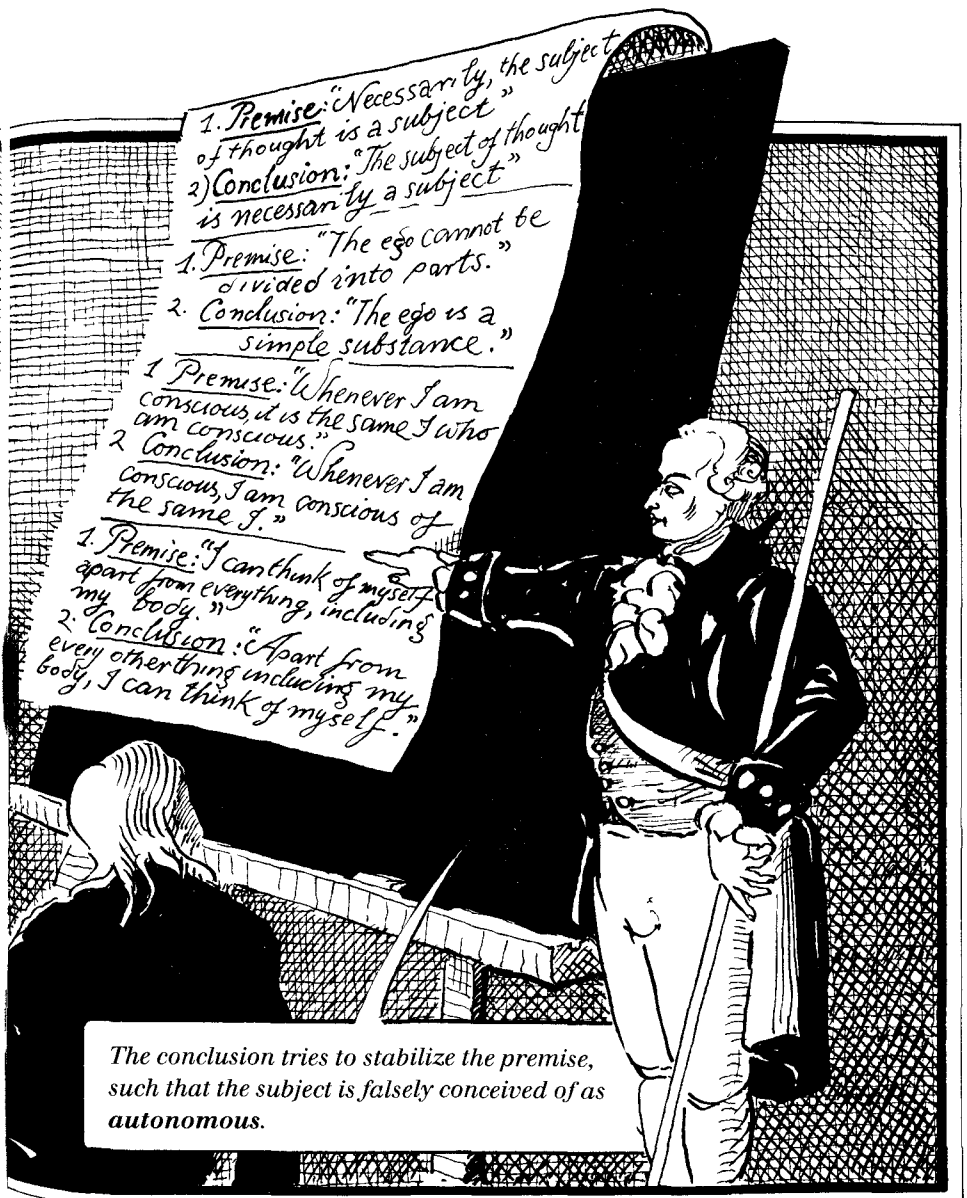 1. Premise: "Necessarily, the subject
of thought is a subject"
2) Conclusion: "The subject of thought
is necessarily a subject"
1. Premise: "The ego cannot be
divided into parts."
2. Conclusion: "The ego is a
simple substance."
1 Premise: "Whenever I am
conscious, it is the same I who
am conscious."
2 Conclusion: "Whenever I am
conscious, I am conscious of
the same I."
1. Premise: "I can think of myself
apart from everything, including
my body."
2. Conclusion: "Apart from
every other thing including my
body, I can think of myself."
The conclusion tries to stabilize the premise,
such that the subject is falsely conceived of as
autonomous.